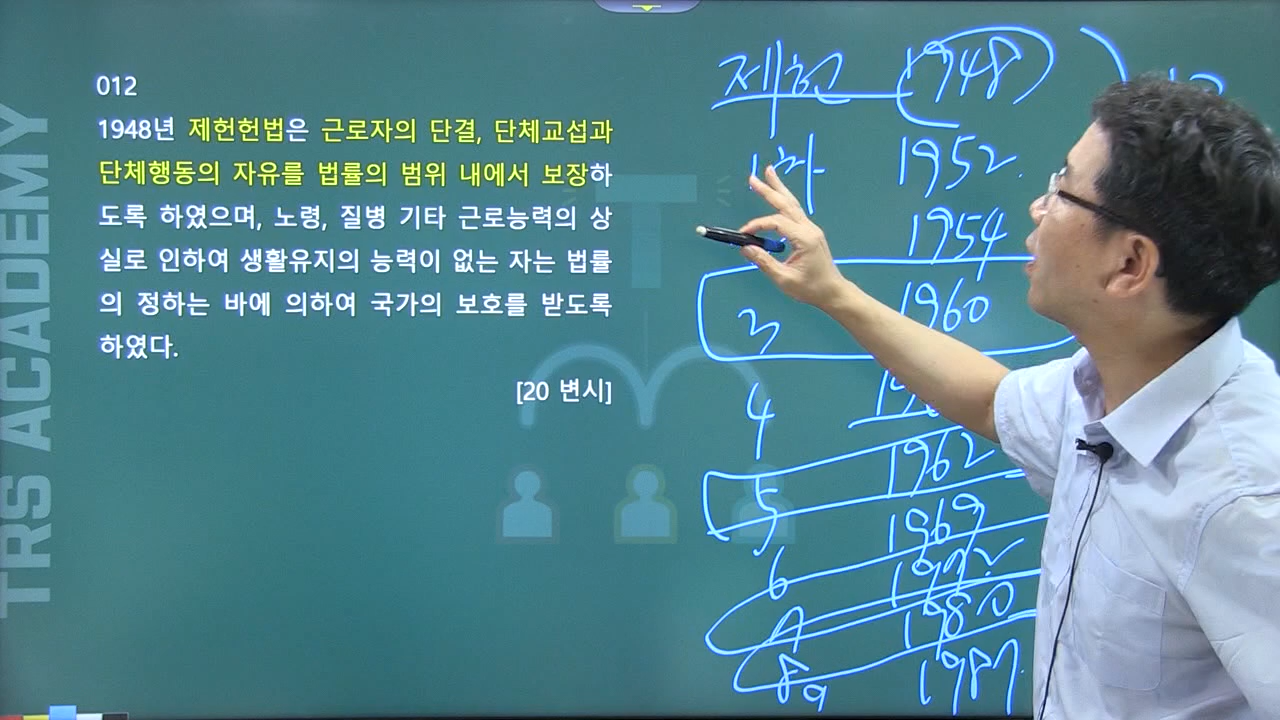 012
1948년 제헌헌법은 근로자의 단결, 단체교섭과
단체행동의 자유를 법률의 범위 내에서 보장하
도록 하였으며, 노령, 질병 기타 근로능력의 상
실로 인하여 생활유지의 능력이 없는 자는 법률
의 정하는 바에 의하여 국가의 보호를 받도록
하였다.
[20 변시]
TRS ACADEMY
제헌 (1948)
1차 1952.
1954
3 1960
4
5 1962
6 1969
1972
8 1980
9 1987.